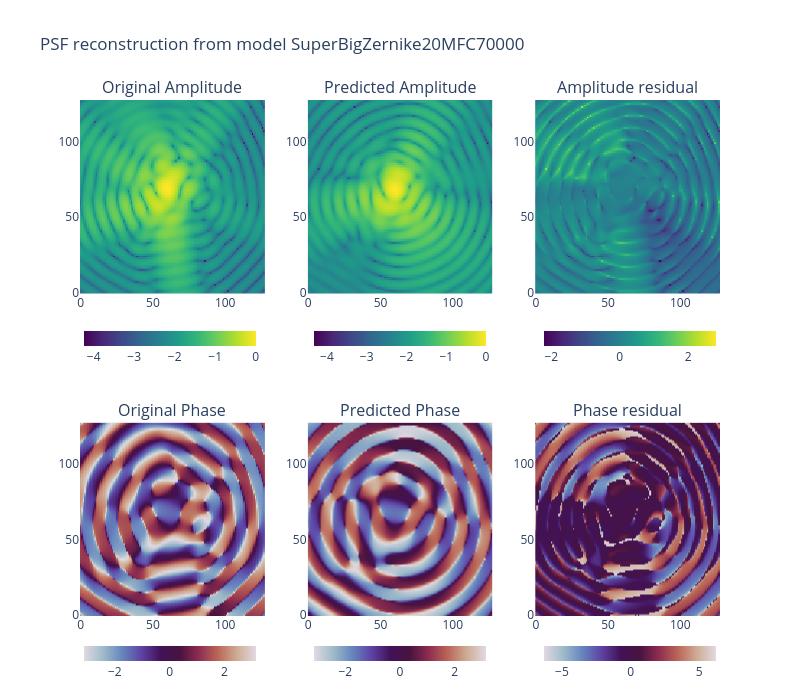 PSF reconstruction from model SuperBigZernike20MFC70000
Original Amplitude
Predicted Amplitude
Amplitude residual
100
50
0
0 50 100
100
50
0
0 50 100
100
50
0
0 50 100
−4 −3 −2 −1 0
−4 −3 −2 −1 0
−2 0 2
Original Phase
Predicted Phase
Phase residual
100
50
0
0 50 100
100
50
0
0 50 100
100
50
0
0 50 100
−2 0 2
−2 0 2
−5 0 5